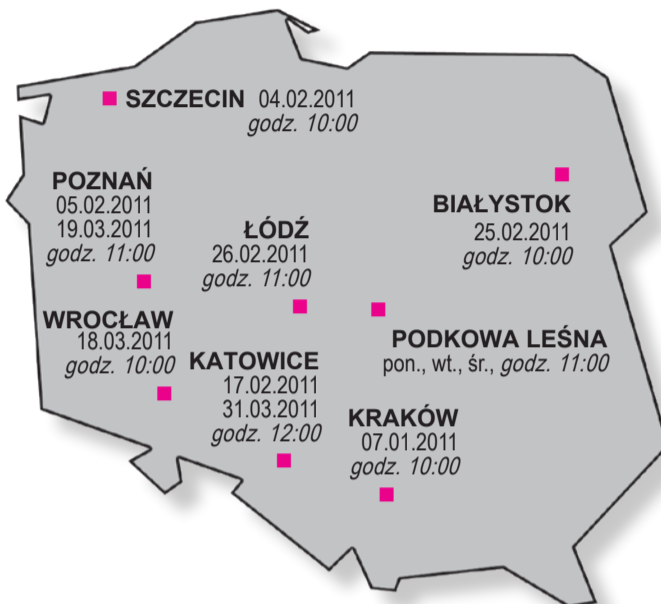 SZCZECIN 04.02.2011
godz. 10:00
POZNAŃ
05.02.2011
19.03.2011
godz. 11:00
BIAŁYSTOK
25.02.2011
godz. 10:00
ŁÓDŹ
26.02.2011
godz. 11:00
WROCŁAW
18.03.2011
godz. 10:00
PODKOWA LEŚNA
pon., wt., śr., godz. 11:00
KATOWICE
17.02.2011
31.03.2011
godz. 12:00
KRAKÓW
07.01.2011
godz. 10:00